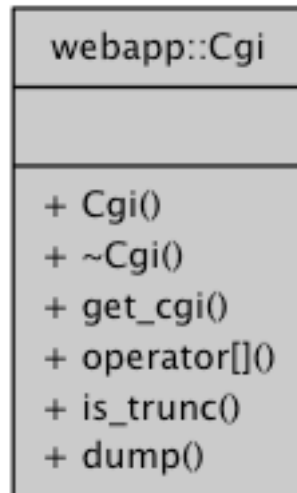 webapp::Cgi
+ Cgi()
+ ~Cgi()
+ get_cgi()
+ operator[]()
+ is_trunc()
+ dump()